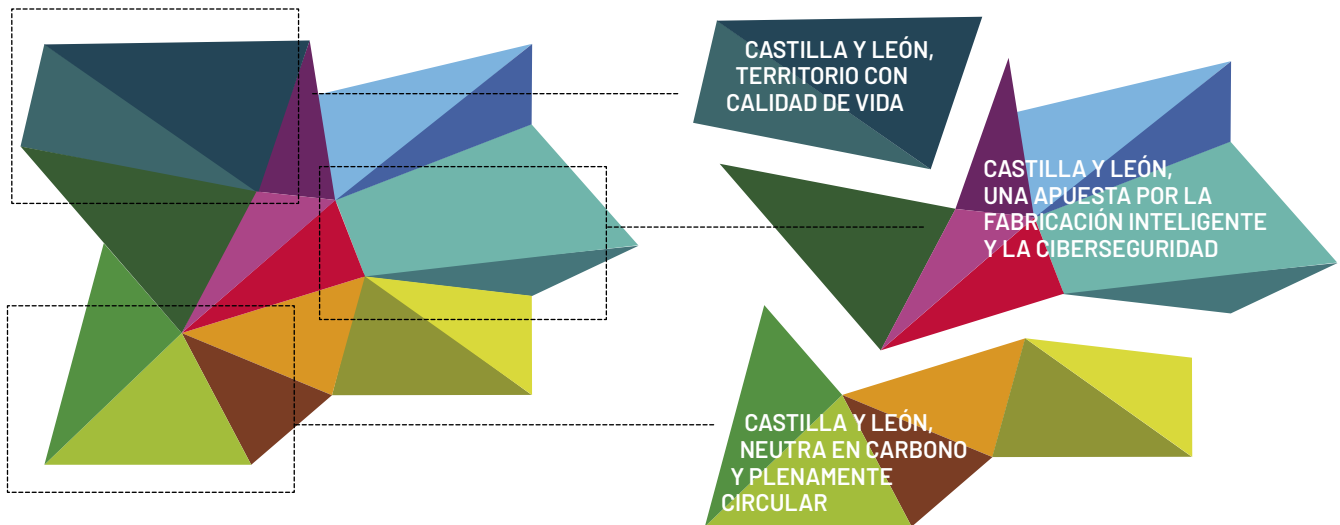 CASTILLA Y LEÓN,
TERRITORIO CON
CALIDAD DE VIDA
CASTILLA Y LEÓN,
UNA APUESTA POR LA
FABRICACIÓN INTELIGENTE
Y LA CIBERSEGURIDAD
CASTILLA Y LEÓN,
NEUTRA EN CARBONO
Y PLENAMENTE
CIRCULAR